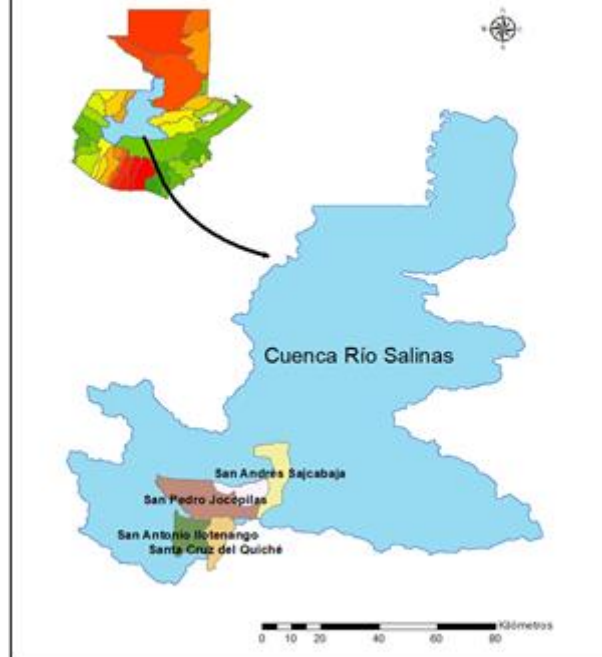 Cuenca Río Salinas
San Andrés Sajcabaja
San Pedro Jocopilas
San Antonio Ilotenango
Santa Cruz del Quiché
Kilómetros
0 10 20 40 60 80